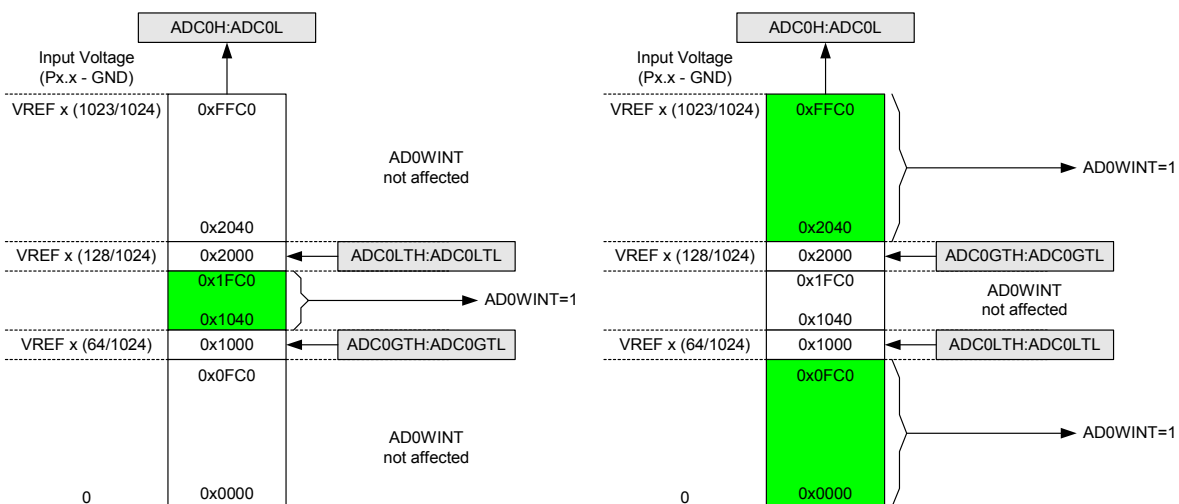 ADC0H:ADC0L
Input Voltage
(Px.x - GND)
VREF x (1023/1024)
0xFFC0
AD0WINT
not affected
0x2040
VREF x (128/1024)
0x2000
ADC0LTH:ADC0LTL
0x1FC0
AD0WINT=1
0x1040
VREF x (64/1024)
0x1000
ADC0GTH:ADC0GTL
0x0FC0
AD0WINT
not affected
0
0x0000
ADC0H:ADC0L
Input Voltage
(Px.x - GND)
VREF x (1023/1024)
0xFFC0
AD0WINT=1
0x2040
VREF x (128/1024)
0x2000
ADC0GTH:ADC0GTL
0x1FC0
AD0WINT
not affected
0x1040
VREF x (64/1024)
0x1000
ADC0LTH:ADC0LTL
0x0FC0
AD0WINT=1
0
0x0000